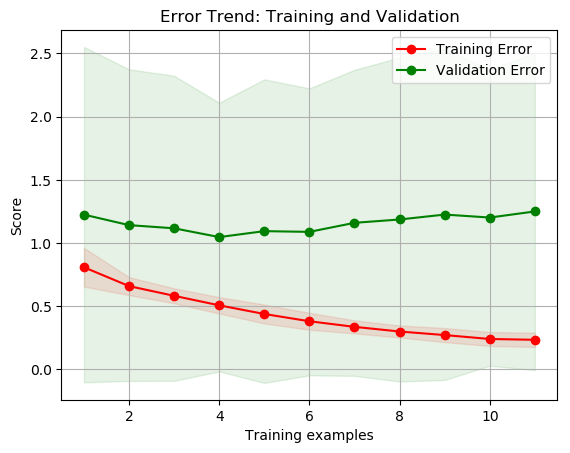 Error Trend: Training and Validation
Training Error
Validation Error
2.5
2.0
1.5
1.0
0.5
0.0
Score
2 4 6 8 10
Training examples